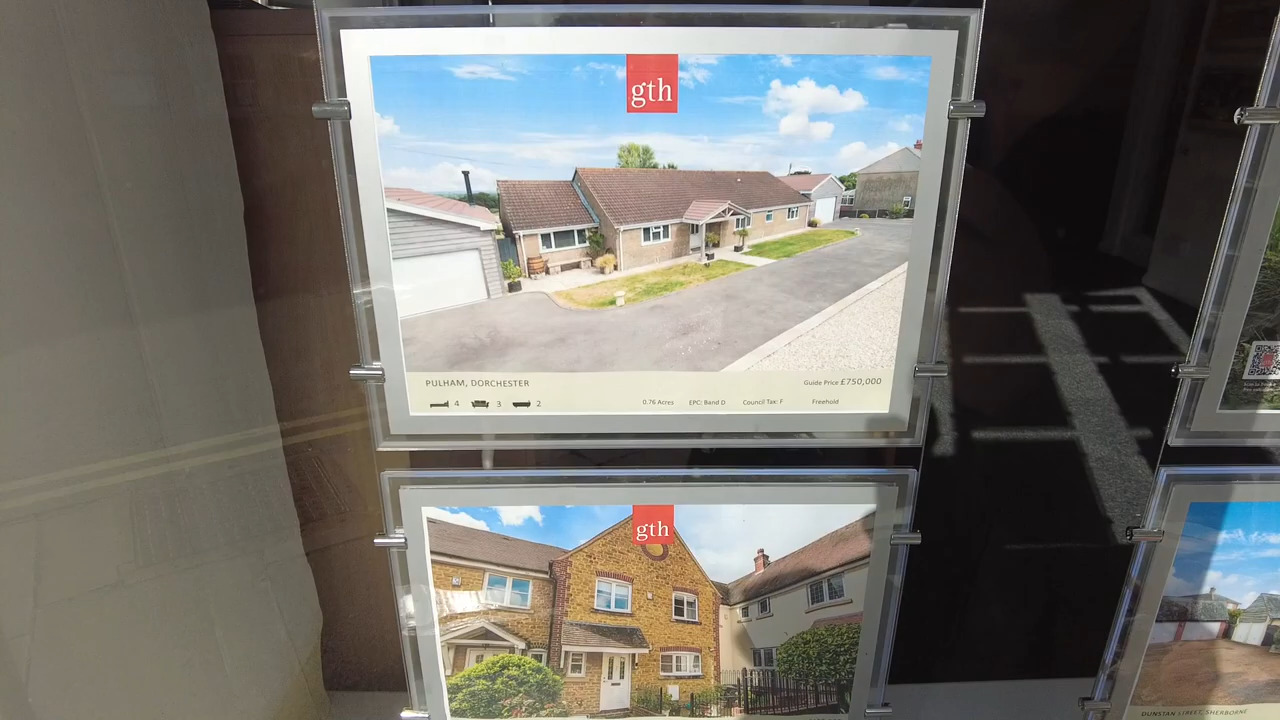 gth
PULHAM, DORCHESTER
Guide Price £750,000
4 3 2
0.76 Acres EPC: Band D Council Tax: F Freehold
gth
DUNSTAN STREET, SHERBORNE